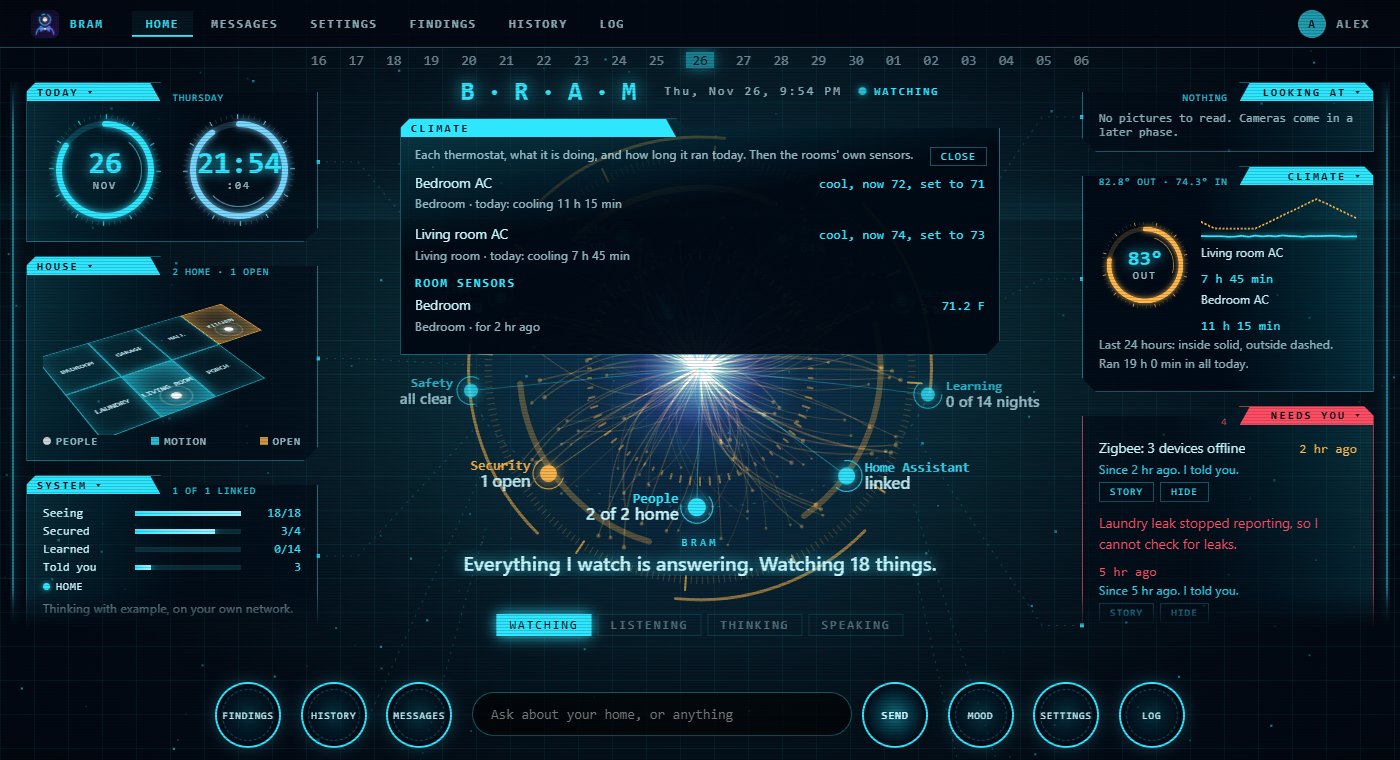 BRAM HOME MESSAGES SETTINGS FINDINGS HISTORY LOG A ALEX
16 17 18 19 20 21 22 23 24 25 26 27 28 29 30 01 02 03 04 05 06
B · R · A · M Thu, Nov 26, 9:54 PM WATCHING
TODAY
THURSDAY
26
NOV
21:54
:04
HOUSE
2 HOME · 1 OPEN
KITCHEN
HALL
GARAGE
BEDROOM
PORCH
LIVING ROOM
LAUNDRY
PEOPLE MOTION OPEN
SYSTEM
1 OF 1 LINKED
Seeing 18/18
Secured 3/4
Learned 0/14
Told you 3
HOME
Thinking with example, on your own network.
CLIMATE
Each thermostat, what it is doing, and how long it ran today. Then the rooms' own sensors.
CLOSE
Bedroom AC cool, now 72, set to 71
Bedroom · today: cooling 11 h 15 min
Living room AC cool, now 74, set to 73
Living room · today: cooling 7 h 45 min
ROOM SENSORS
Bedroom 71.2 F
Bedroom · for 2 hr ago
Safety
all clear
Learning
0 of 14 nights
Security
1 open
Home Assistant
linked
People
2 of 2 home
BRAM
Everything I watch is answering. Watching 18 things.
WATCHING LISTENING THINKING SPEAKING
NOTHING
LOOKING AT
No pictures to read. Cameras come in a
later phase.
82.8° OUT · 74.3° IN
CLIMATE
83°
OUT
Living room AC
7 h 45 min
Bedroom AC
11 h 15 min
Last 24 hours: inside solid, outside dashed.
Ran 19 h 0 min in all today.
4
NEEDS YOU
Zigbee: 3 devices offline 2 hr ago
Since 2 hr ago. I told you.
STORY HIDE
Laundry leak stopped reporting, so I
cannot check for leaks.
5 hr ago
Since 5 hr ago. I told you.
STORY HIDE
FINDINGS HISTORY MESSAGES Ask about your home, or anything SEND MOOD SETTINGS LOG